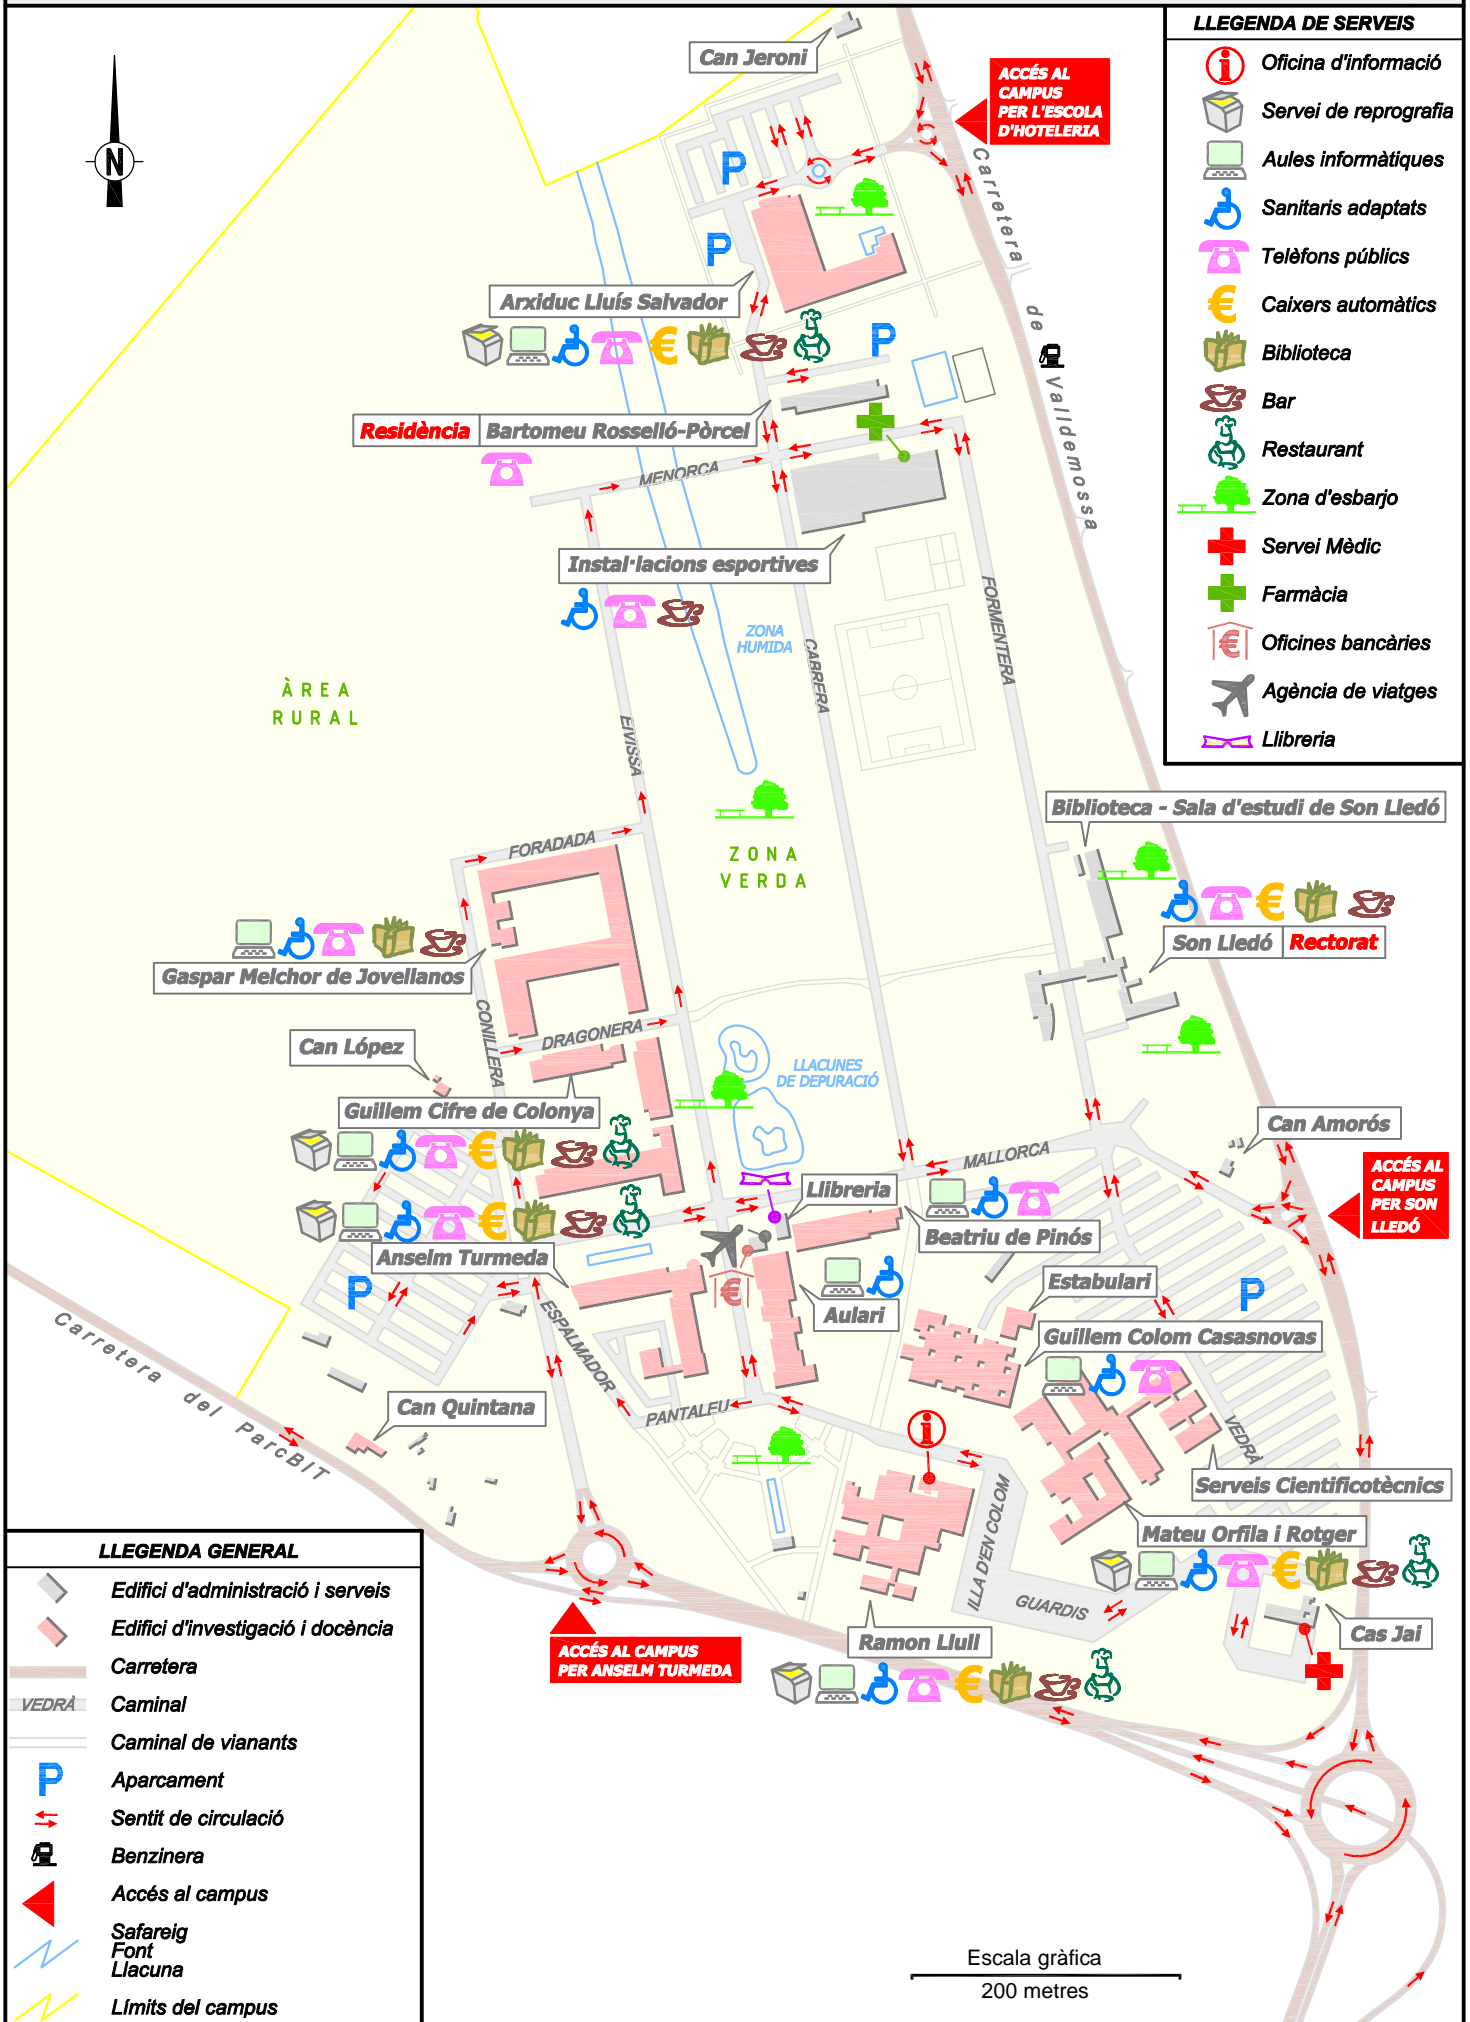 LLEGENDA DE SERVEIS
Oficina d'informació
Servei de reprografia
Aules informàtiques
Sanitaris adaptats
Telèfons públics
Caixers automàtics
Biblioteca
Bar
Restaurant
Zona d'esbarjo
Servei Mèdic
Farmàcia
Oficines bancàries
Agència de viatges
Llibreria
N
Can Jeroni
ACCÉS AL
CAMPUS
PER L'ESCOLA
D'HOTELERIA
P
P
Carretera de Valldemossa
Arxiduc Lluís Salvador
P
Residència Bartomeu Rosselló-Pòrcel
MENORCA
Instal·lacions esportives
ZONA
HUMIDA
CABRERA
FORMENTERA
EIVISSA
ÀREA
RURAL
Biblioteca - Sala d'estudi de Son Lledó
FORADADA
ZONA
VERDA
Son Lledó Rectorat
Gaspar Melchor de Jovellanos
CONILLERA
DRAGONERA
Can López
LLACUNES
DE DEPURACIÓ
Guillem Cifre de Colonya
Can Amorós
MALLORCA
ACCÉS AL
CAMPUS
PER SON
LLEDÓ
Llibreria
Beatriu de Pinós
Anselm Turmeda
P
Aulari
Estabulari
P
Guillem Colom Casasnovas
ESPALMADOR
Carretera del ParcBIT
Can Quintana
PANTALEU
VEDRÀ
Serveis Cientificotècnics
ILLA D'EN COLOM
Mateu Orfila i Rotger
GUARDIS
Cas Jai
Ramon Llull
ACCÉS AL CAMPUS
PER ANSELM TURMEDA
LLEGENDA GENERAL
Edifici d'administració i serveis
Edifici d'investigació i docència
Carretera
VEDRÀ Caminal
Caminal de vianants
P Aparcament
Sentit de circulació
Benzinera
Accés al campus
Safareig
Font
Llacuna
Límits del campus
Escala gràfica
200 metres